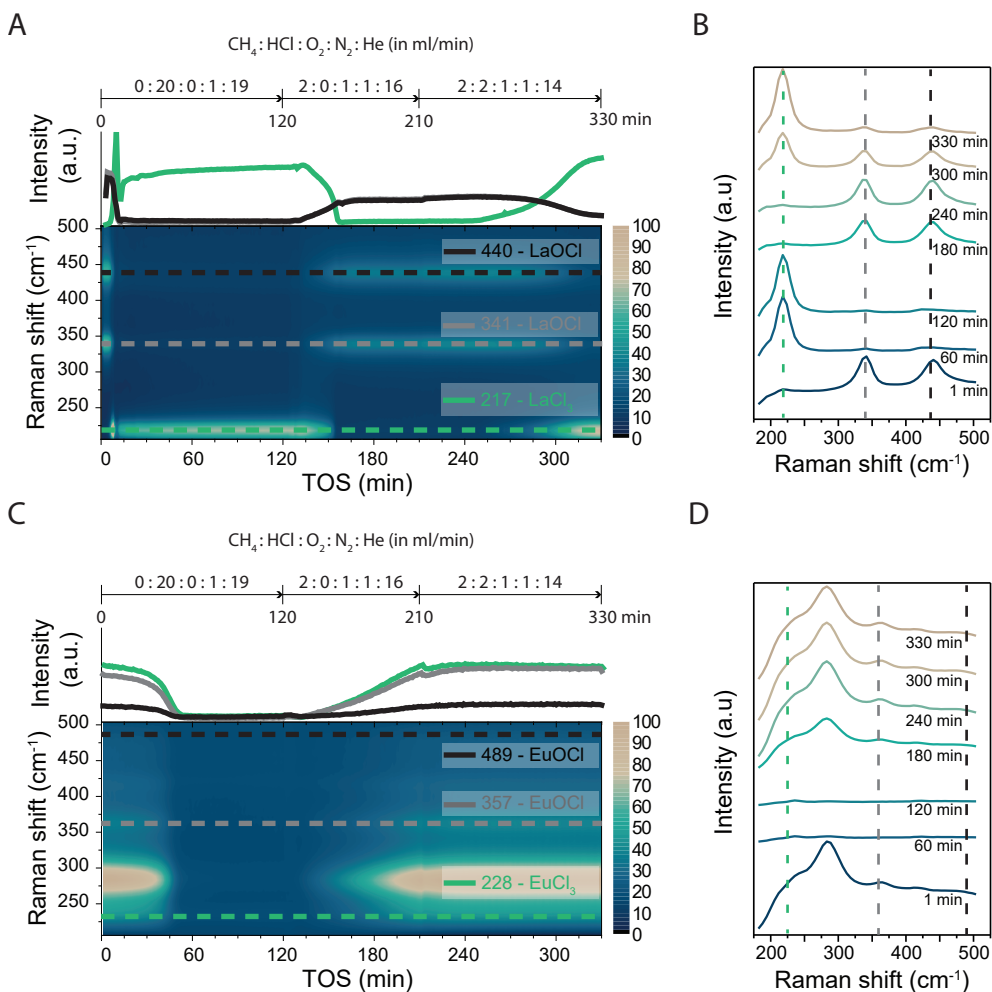 A
CH₄ : HCl : O₂ : N₂ : He (in ml/min)
0 : 20 : 0 : 1 : 19
2 : 0 : 1 : 1 : 16
2 : 2 : 1 : 1 : 14
0
120
210
330 min
Intensity
(a.u.)
500
450
400
350
300
250
Raman shift (cm⁻¹)
440 - LaOCl
341 - LaOCl
217 - LaCl₃
100
90
80
70
60
50
40
30
20
10
0
0
60
120
180
240
300
TOS (min)
B
Intensity (a.u)
330 min
300 min
240 min
180 min
120 min
60 min
1 min
200
300
400
500
Raman shift (cm⁻¹)
C
CH₄ : HCl : O₂ : N₂ : He (in ml/min)
0 : 20 : 0 : 1 : 19
2 : 0 : 1 : 1 : 16
2 : 2 : 1 : 1 : 14
0
120
210
330 min
Intensity
(a.u.)
500
450
400
350
300
250
Raman shift (cm⁻¹)
489 - EuOCl
357 - EuOCl
228 - EuCl₃
100
90
80
70
60
50
40
30
20
10
0
0
60
120
180
240
300
TOS (min)
D
Intensity (a.u)
330 min
300 min
240 min
180 min
120 min
60 min
1 min
200
300
400
500
Raman shift (cm⁻¹)